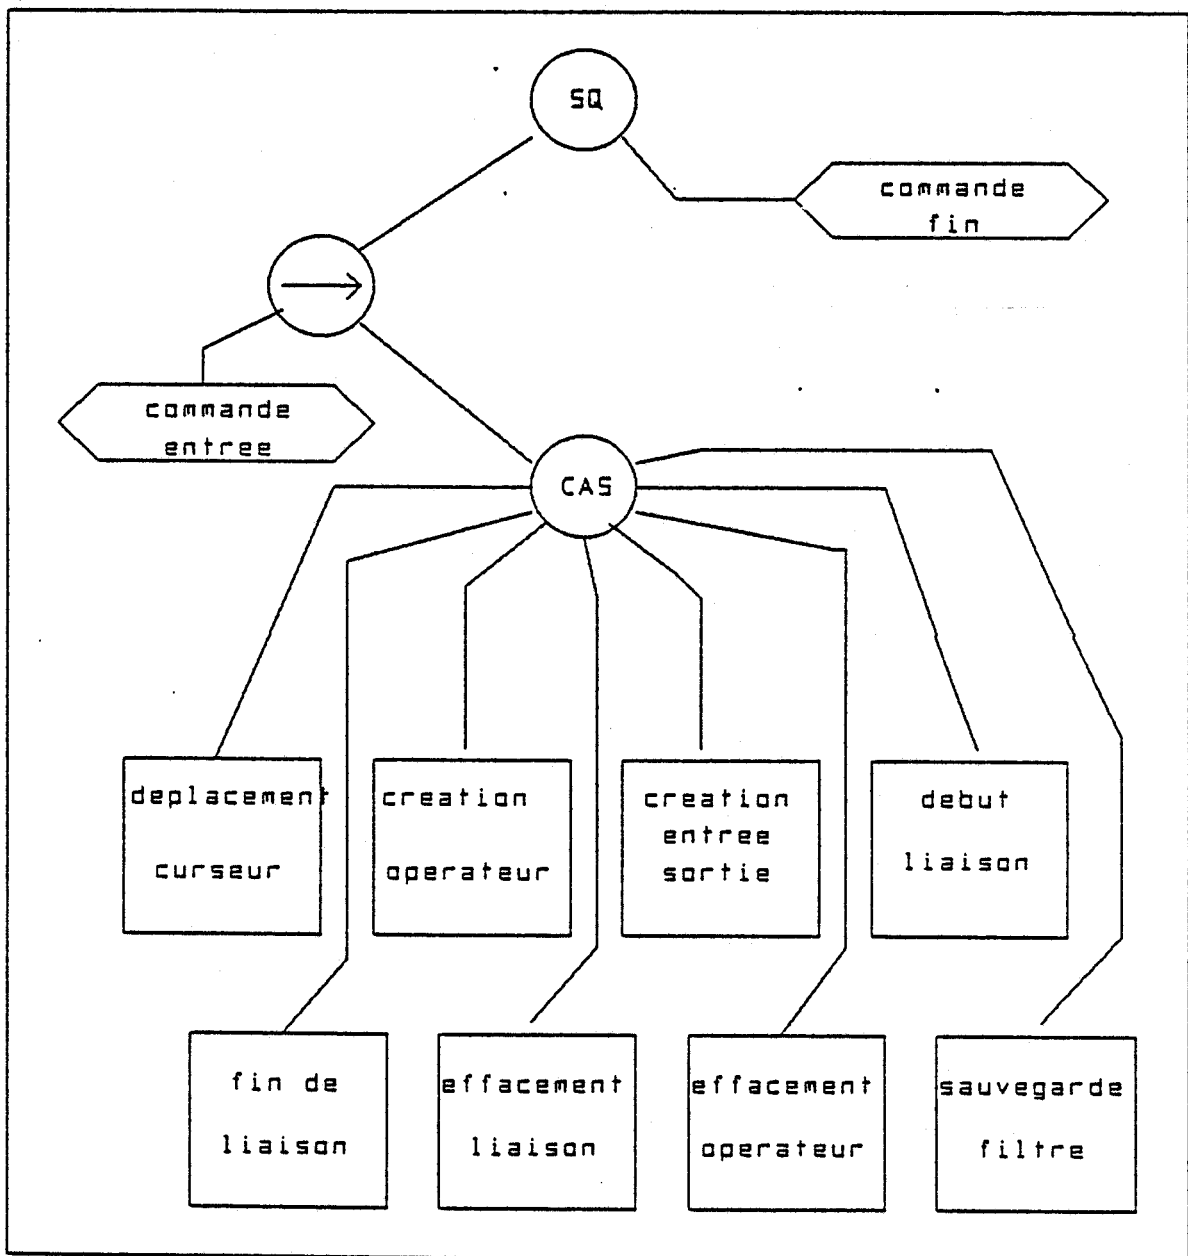 SQ
commande
fin
commande
entree
CAS
deplacement
curseur
creation
operateur
creation
entree
sortie
debut
liaison
fin de
liaison
effacement
liaison
effacement
operateur
sauvegarde
filtre